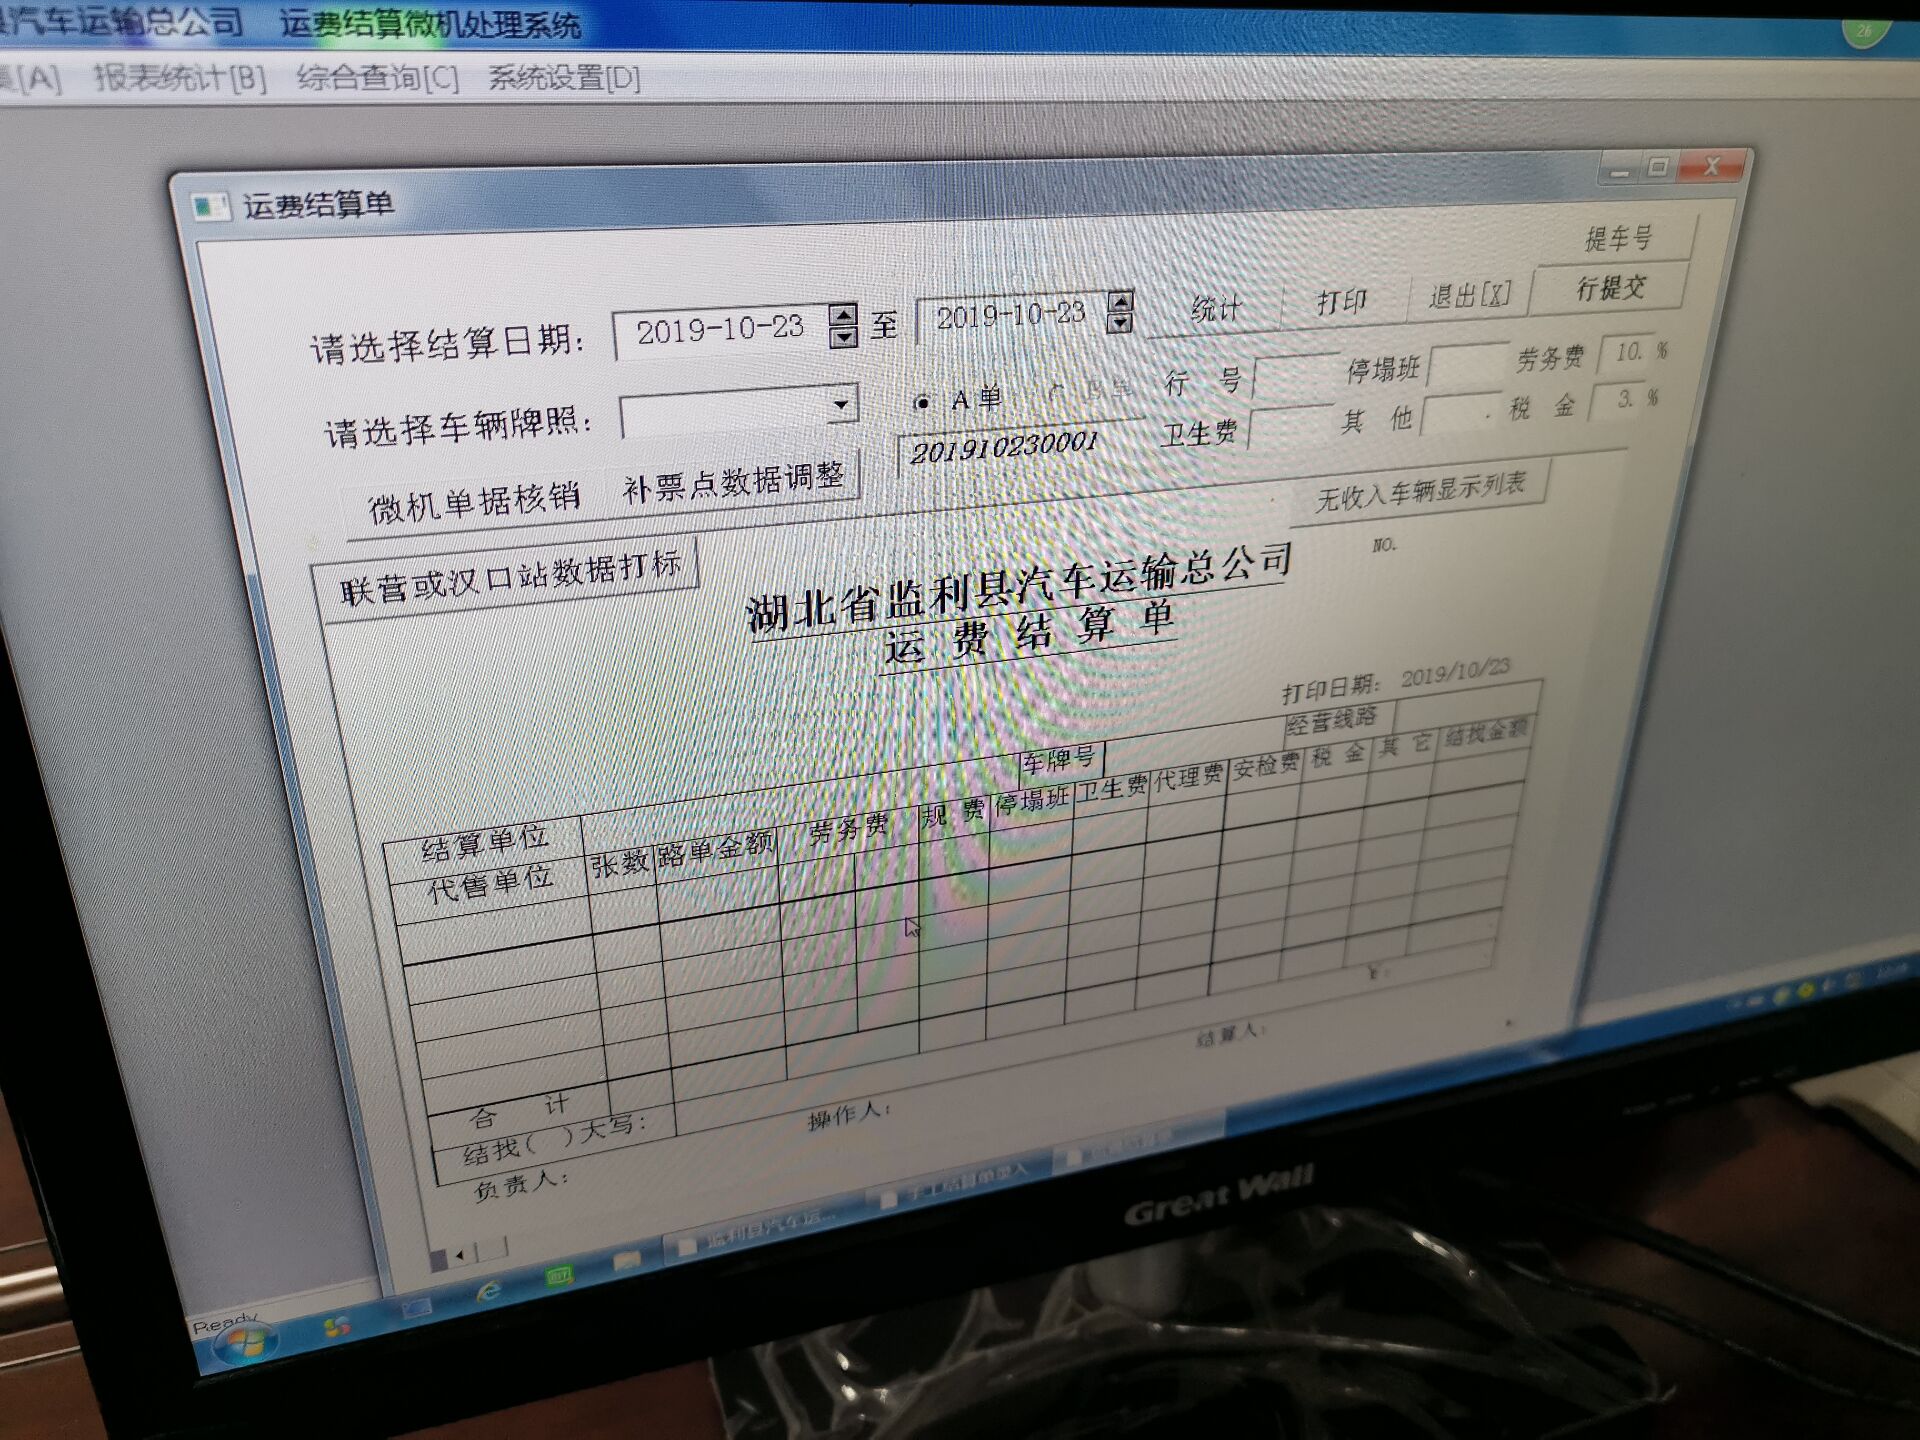 汽车运输总公司 运费结算微机处理系统
[A] 报表统计[B] 综合查询[C] 系统设置[D]
26
运费结算单
提车号
请选择结算日期: 2019-10-23 至 2019-10-23 统计 打印 退出[X] 行提交
请选择车辆牌照: A单 行 号 停塌班 劳务费 10. %
201910230001 卫生费 其 他 税 金 3. %
微机单据核销 补票点数据调整 无收入车辆显示列表
联营或汉口站数据打标
NO.
湖北省监利县汽车运输总公司
运 费 结 算 单
打印日期: 2019/10/23
结算单位 车牌号 经营线路
代售单位 张数 路单金额 劳务费 规 费 停塌班 卫生费 代理费 安检费 税 金 其 它 结找金额
合 计
结找( )大写:
负责人: 操作人: 结算人:
监利县汽车运... 手工结算单录入
Ready
Great Wall